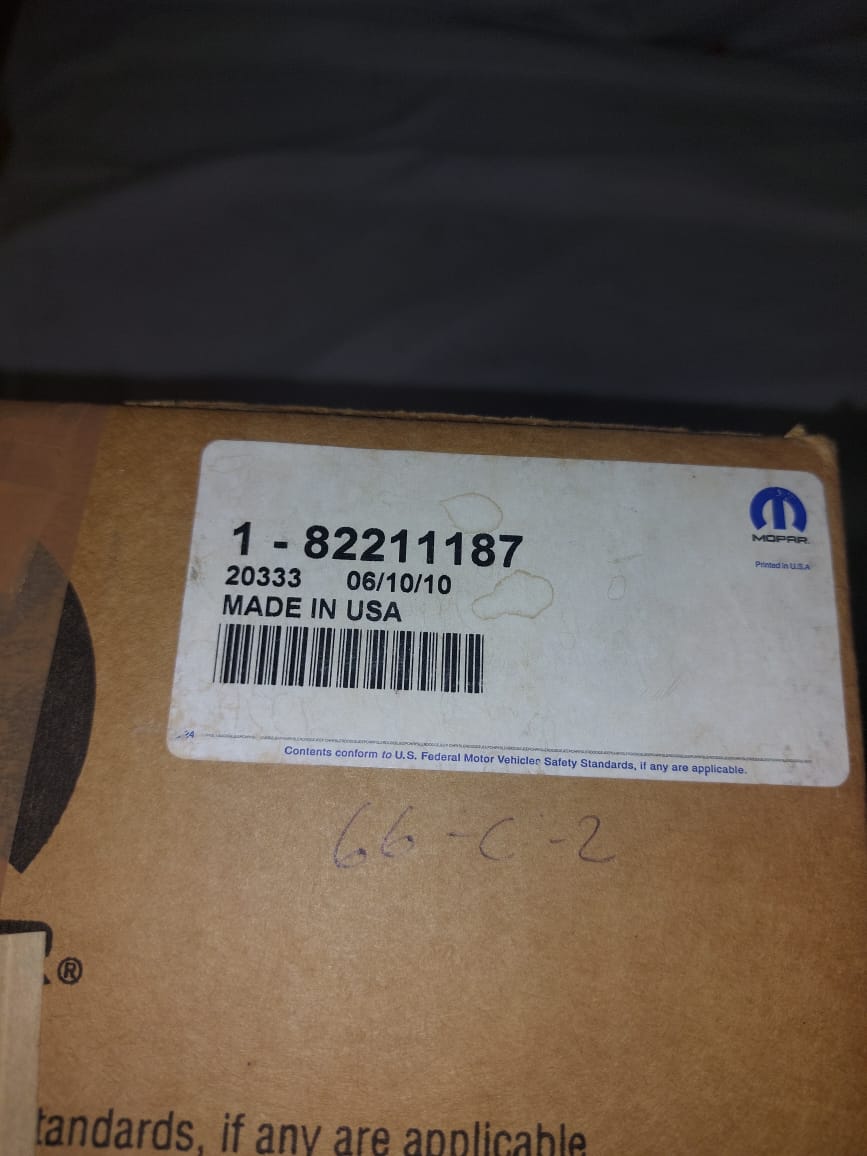 1 - 82211187
MOPAR
Printed in U.S.A
20333 06/10/10
MADE IN USA
Contents conform to U.S. Federal Motor Vehicles Safety Standards, if any are applicable.
66-C-2
®
tandards, if any are applicable